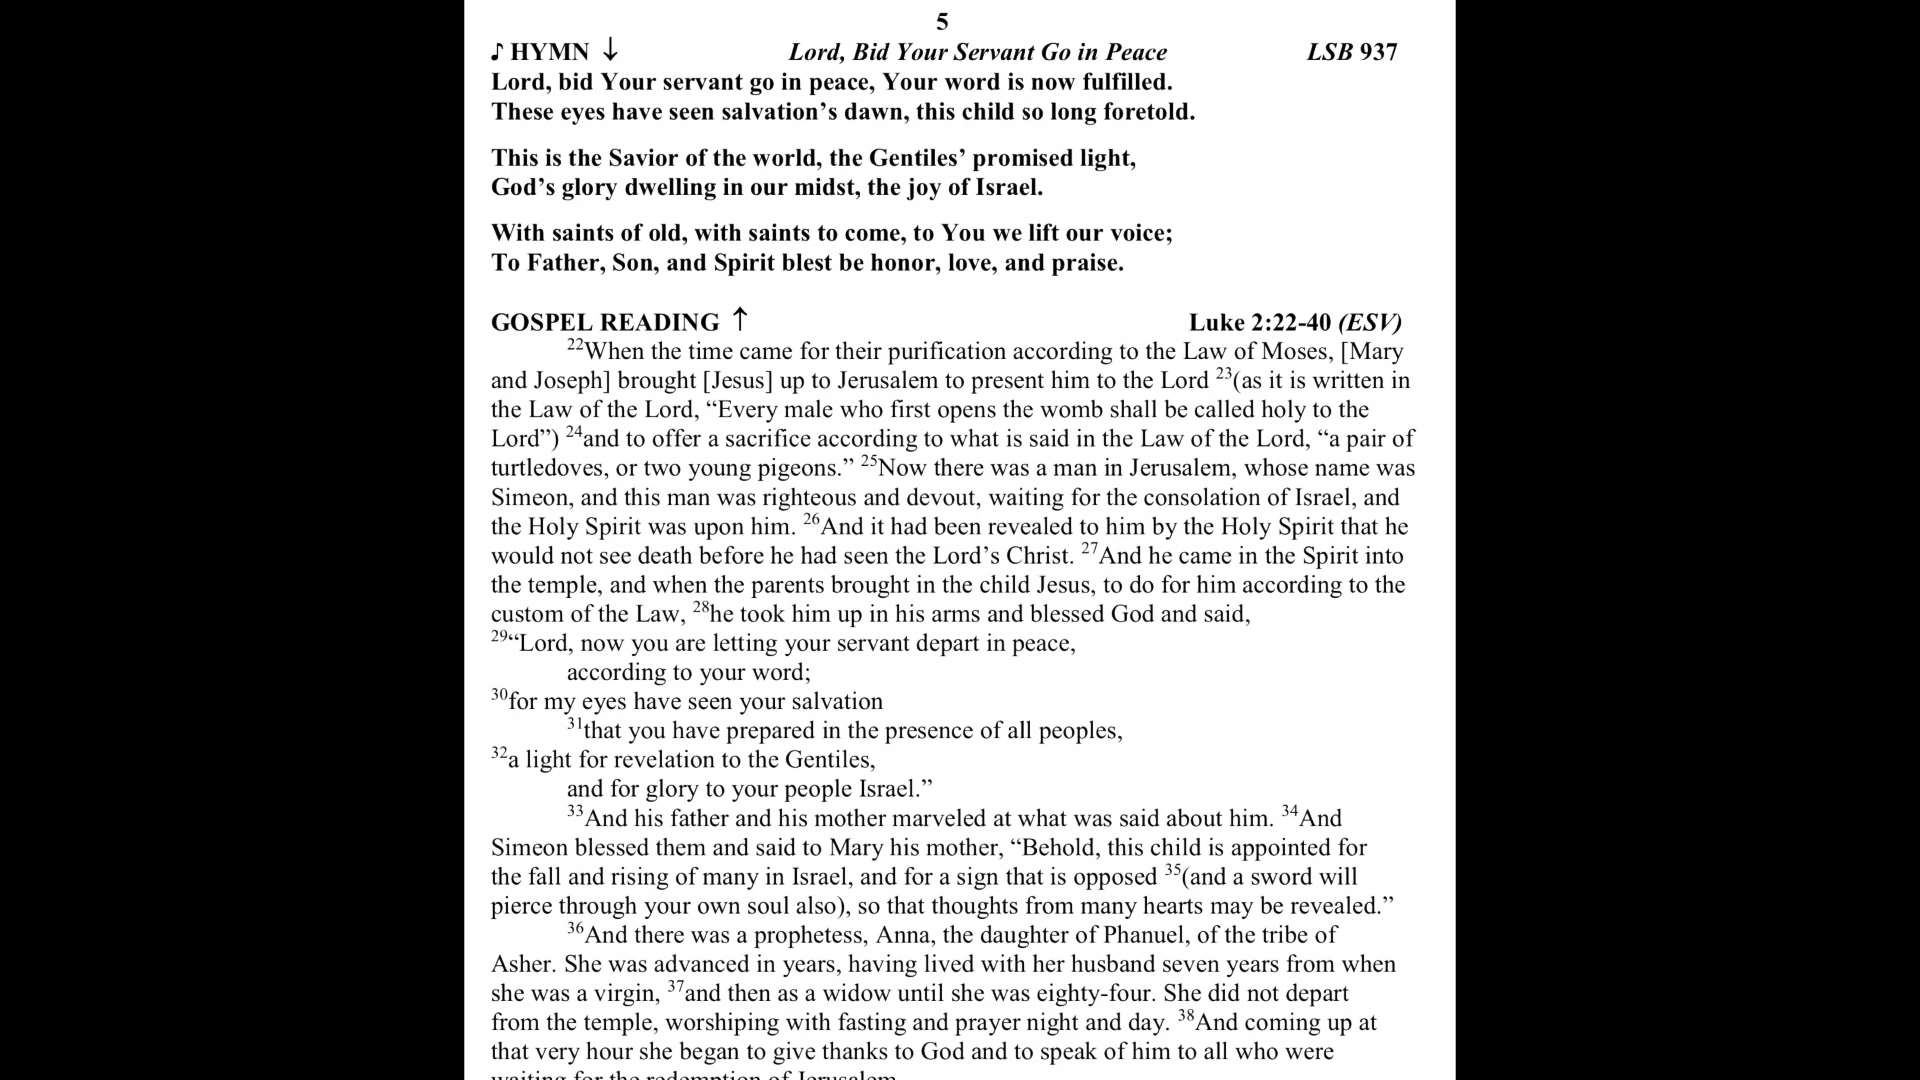 5
♪ HYMN ↓ Lord, Bid Your Servant Go in Peace LSB 937
Lord, bid Your servant go in peace, Your word is now fulfilled.
These eyes have seen salvation’s dawn, this child so long foretold.
This is the Savior of the world, the Gentiles’ promised light,
God’s glory dwelling in our midst, the joy of Israel.
With saints of old, with saints to come, to You we lift our voice;
To Father, Son, and Spirit blest be honor, love, and praise.
GOSPEL READING ↑ Luke 2:22-40 (ESV)
22When the time came for their purification according to the Law of Moses, [Mary
and Joseph] brought [Jesus] up to Jerusalem to present him to the Lord 23(as it is written in
the Law of the Lord, “Every male who first opens the womb shall be called holy to the
Lord”) 24and to offer a sacrifice according to what is said in the Law of the Lord, “a pair of
turtledoves, or two young pigeons.” 25Now there was a man in Jerusalem, whose name was
Simeon, and this man was righteous and devout, waiting for the consolation of Israel, and
the Holy Spirit was upon him. 26And it had been revealed to him by the Holy Spirit that he
would not see death before he had seen the Lord’s Christ. 27And he came in the Spirit into
the temple, and when the parents brought in the child Jesus, to do for him according to the
custom of the Law, 28he took him up in his arms and blessed God and said,
29“Lord, now you are letting your servant depart in peace,
according to your word;
30for my eyes have seen your salvation
31that you have prepared in the presence of all peoples,
32a light for revelation to the Gentiles,
and for glory to your people Israel.”
33And his father and his mother marveled at what was said about him. 34And
Simeon blessed them and said to Mary his mother, “Behold, this child is appointed for
the fall and rising of many in Israel, and for a sign that is opposed 35(and a sword will
pierce through your own soul also), so that thoughts from many hearts may be revealed.”
36And there was a prophetess, Anna, the daughter of Phanuel, of the tribe of
Asher. She was advanced in years, having lived with her husband seven years from when
she was a virgin, 37and then as a widow until she was eighty-four. She did not depart
from the temple, worshiping with fasting and prayer night and day. 38And coming up at
that very hour she began to give thanks to God and to speak of him to all who were
waiting for the redemption of Jerusalem.